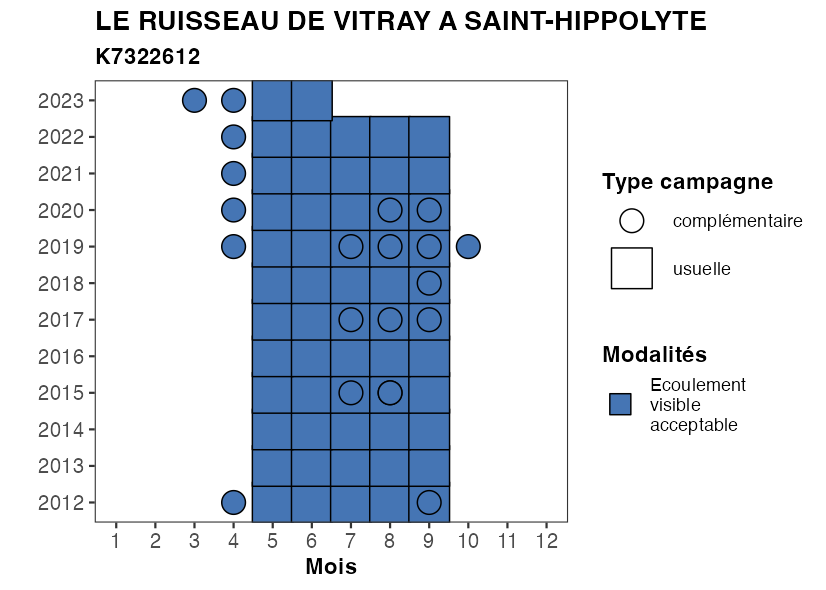 LE RUISSEAU DE VITRAY A SAINT-HIPPOLYTE
K7322612
2023
2022
2021
2020
2019
2018
2017
2016
2015
2014
2013
2012
1 2 3 4 5 6 7 8 9 10 11 12
Mois
Type campagne
complémentaire
usuelle
Modalités
Ecoulement
visible
acceptable